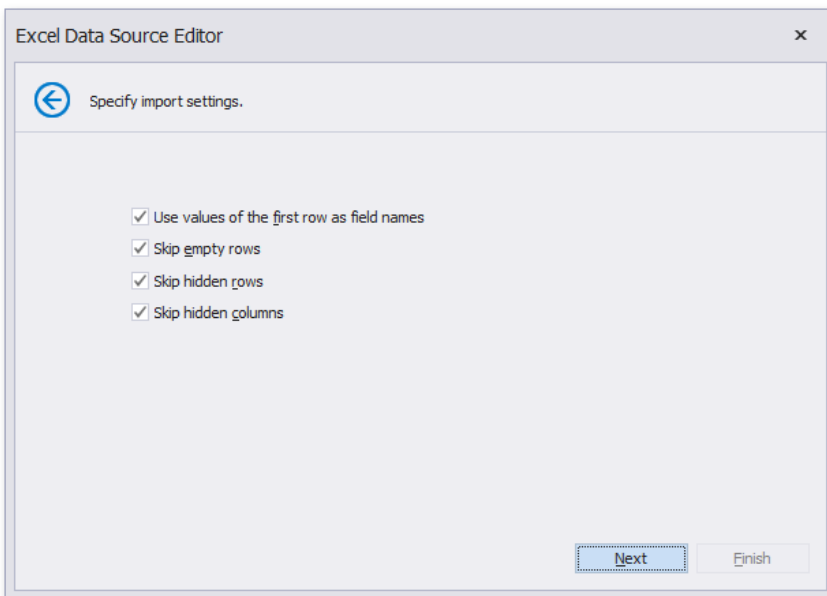 Excel Data Source Editor
Specify import settings.
Use values of the first row as field names
Skip empty rows
Skip hidden rows
Skip hidden columns
Next Finish